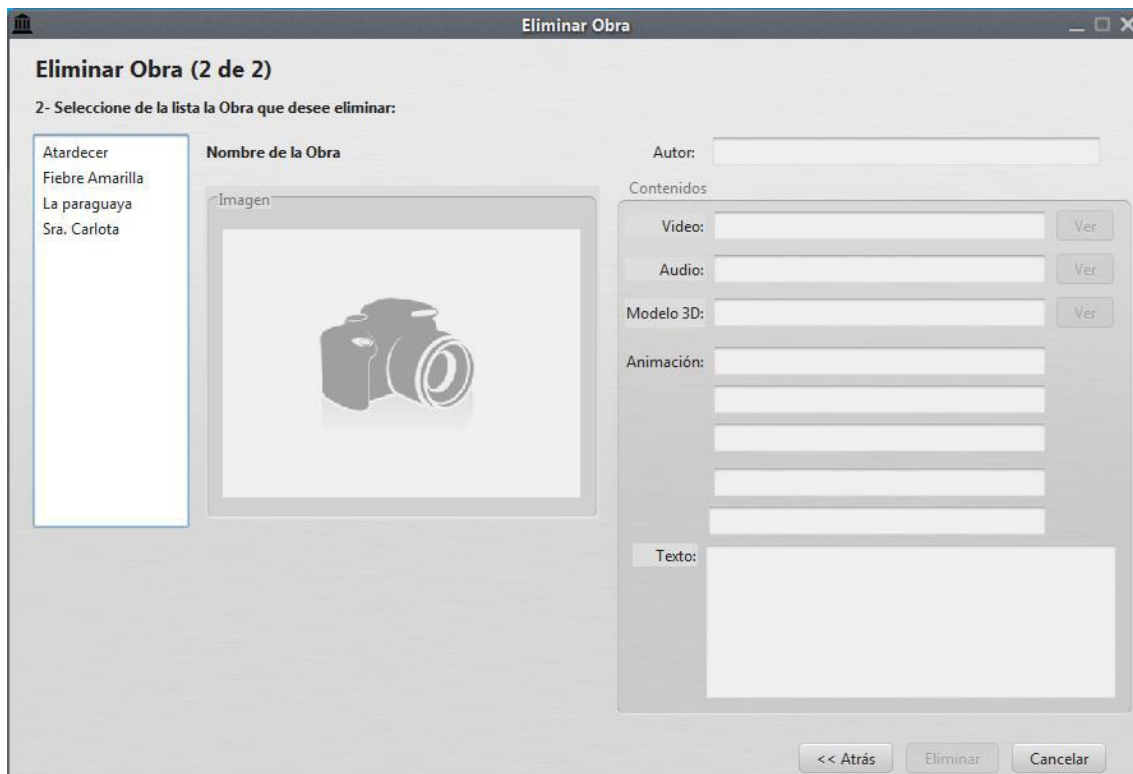 Eliminar Obra
Eliminar Obra (2 de 2)
2- Seleccione de la lista la Obra que desee eliminar:
Atardecer
Fiebre Amarilla
La paraguaya
Sra. Carlota
Nombre de la Obra
Imagen
Autor:
Contenidos
Video:
Ver
Audio:
Ver
Modelo 3D:
Ver
Animación:
Texto:
<< Atrás
Eliminar
Cancelar